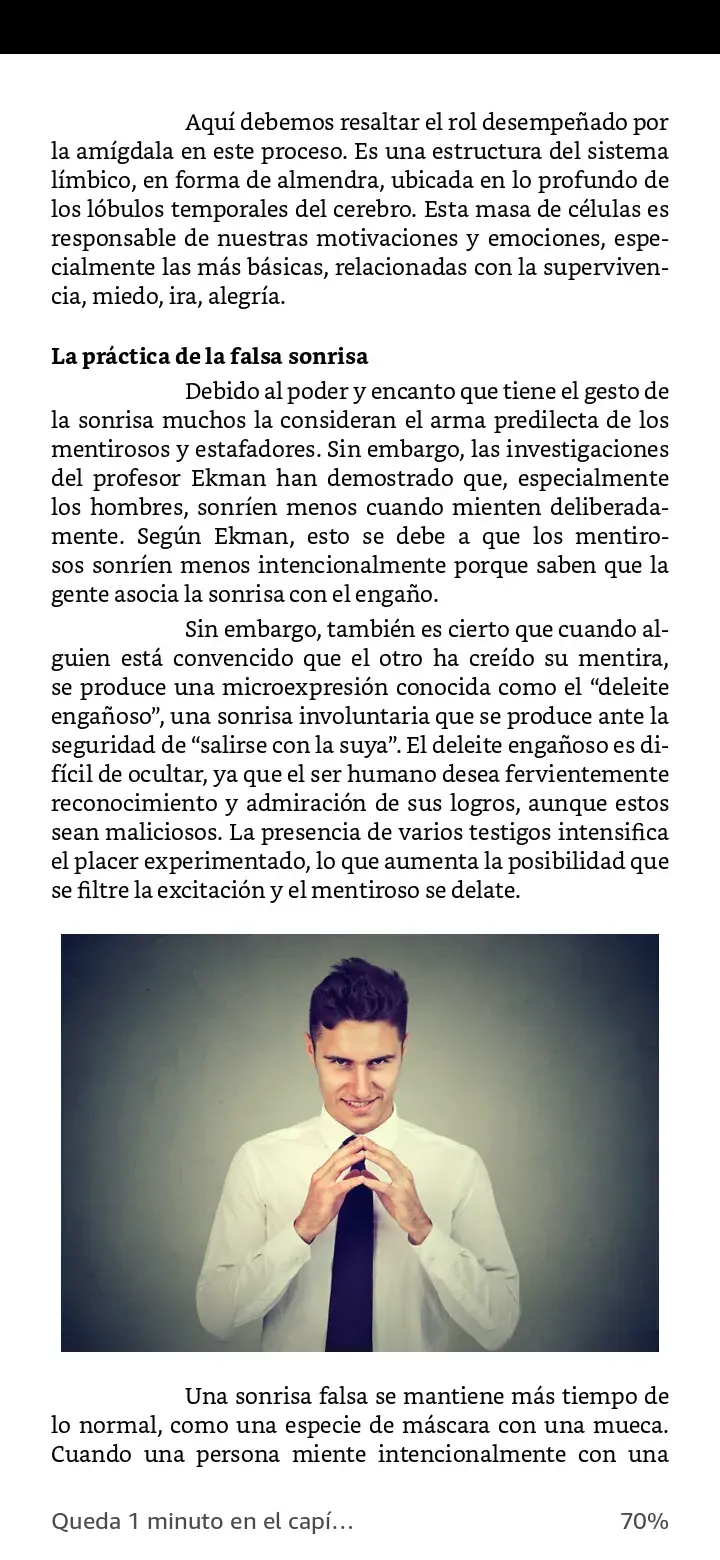 Aquí debemos resaltar el rol desempeñado por
la amígdala en este proceso. Es una estructura del sistema
límbico, en forma de almendra, ubicada en lo profundo de
los lóbulos temporales del cerebro. Esta masa de células es
responsable de nuestras motivaciones y emociones, espe-
cialmente las más básicas, relacionadas con la superviven-
cia, miedo, ira, alegría.
La práctica de la falsa sonrisa
Debido al poder y encanto que tiene el gesto de
la sonrisa muchos la consideran el arma predilecta de los
mentirosos y estafadores. Sin embargo, las investigaciones
del profesor Ekman han demostrado que, especialmente
los hombres, sonríen menos cuando mienten deliberada-
mente. Según Ekman, esto se debe a que los mentiro-
sos sonríen menos intencionalmente porque saben que la
gente asocia la sonrisa con el engaño.
Sin embargo, también es cierto que cuando al-
guien está convencido que el otro ha creído su mentira,
se produce una microexpresión conocida como el “deleite
engañoso”, una sonrisa involuntaria que se produce ante la
seguridad de “salirse con la suya”. El deleite engañoso es di-
fícil de ocultar, ya que el ser humano desea fervientemente
reconocimiento y admiración de sus logros, aunque estos
sean maliciosos. La presencia de varios testigos intensifica
el placer experimentado, lo que aumenta la posibilidad que
se filtre la excitación y el mentiroso se delate.
Una sonrisa falsa se mantiene más tiempo de
lo normal, como una especie de máscara con una mueca.
Cuando una persona miente intencionalmente con una
Queda 1 minuto en el capí... 70%